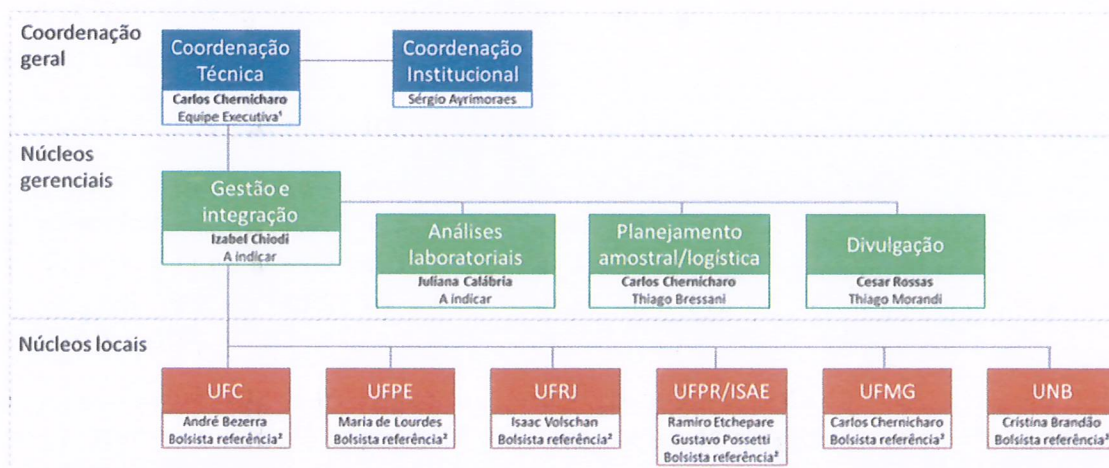 Coordenação
geral
Coordenação
Técnica
Carlos Chernicharo
Equipe Executiva¹
Coordenação
Institucional
Sérgio Ayrimoraes
Núcleos
gerenciais
Gestão e
integração
Izabel Chiodi
A indicar
Análises
laboratoriais
Juliana Calábria
A indicar
Planejamento
amostral/logística
Carlos Chernicharo
Thiago Bressani
Divulgação
Cesar Rossas
Thiago Morandi
Núcleos locais
UFC
André Bezerra
Bolsista referência²
UFPE
Maria de Lourdes
Bolsista referência²
UFRJ
Isaac Volschan
Bolsista referência²
UFPR/ISAE
Ramiro Etchepare
Gustavo Possetti
Bolsista referência²
UFMG
Carlos Chernicharo
Bolsista referência³
UNB
Cristina Brandão
Bolsista referência³